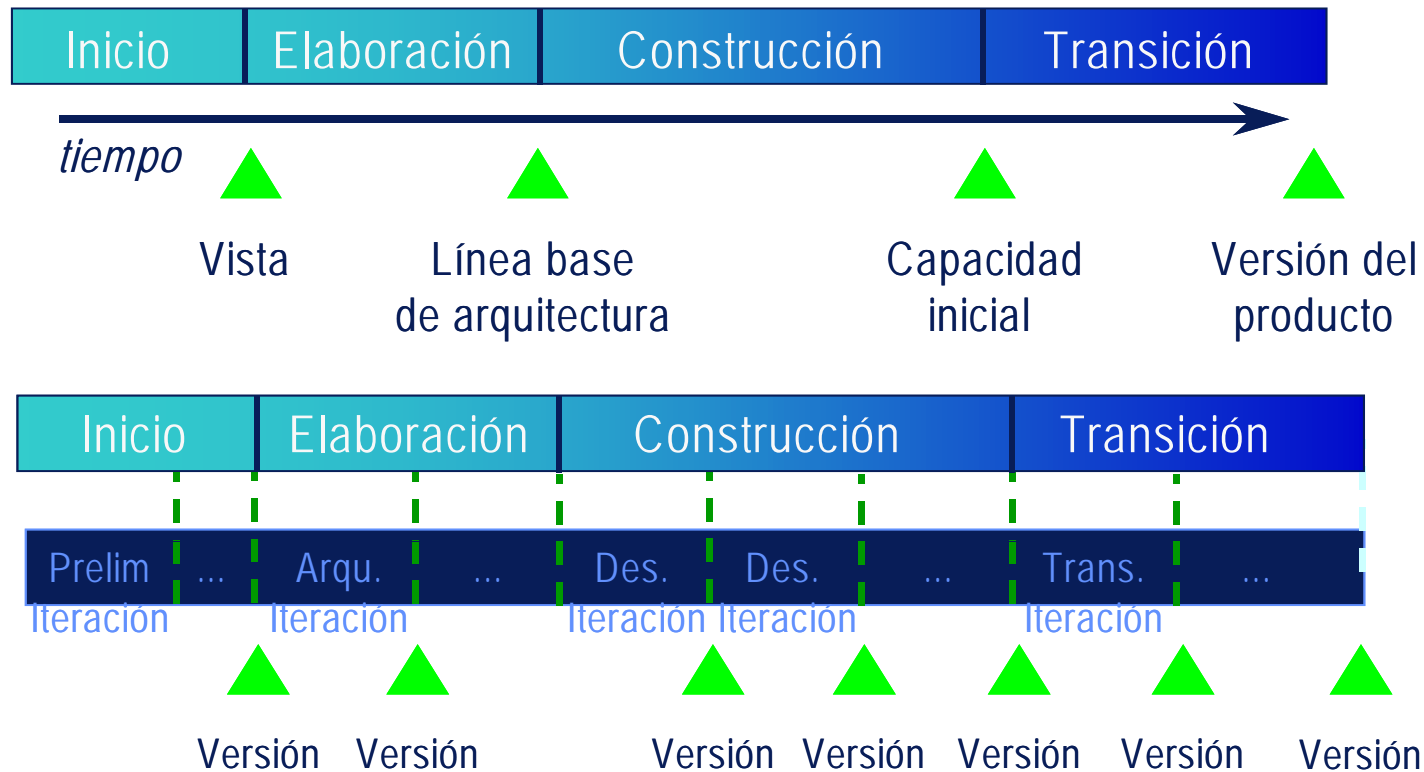 Inicio Elaboración Construcción Transición
tiempo
Vista Línea base Capacidad Versión del
de arquitectura inicial producto
Inicio Elaboración Construcción Transición
Prelim ... Arqu. ... Des. Des. ... Trans. ...
Iteración Iteración Iteración Iteración Iteración
Versión Versión Versión Versión Versión Versión Versión